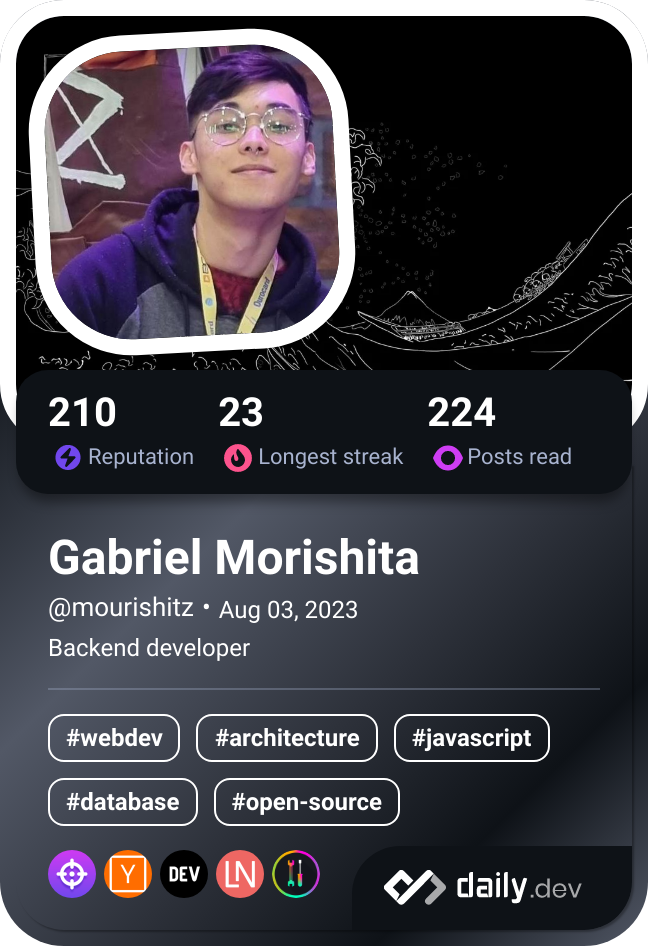 210 23 224
Reputation Longest streak Posts read
Gabriel Morishita
@mourishitz • Aug 03, 2023
Backend developer
#webdev #architecture #javascript
#database #open-source
Y DEV LN
daily.dev